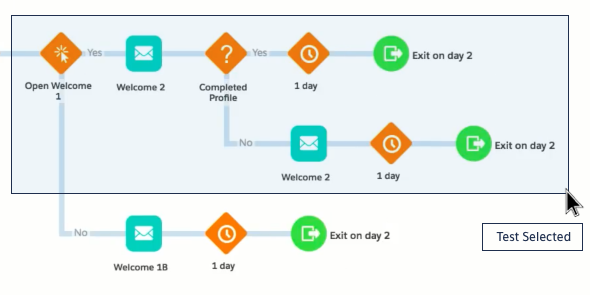 Yes
Yes
Exit on day 2
Open Welcome
1
Welcome 2
Completed
Profile
1 day
No
Exit on day 2
Welcome 2
1 day
No
Exit on day 2
Test Selected
Welcome 1B
1 day